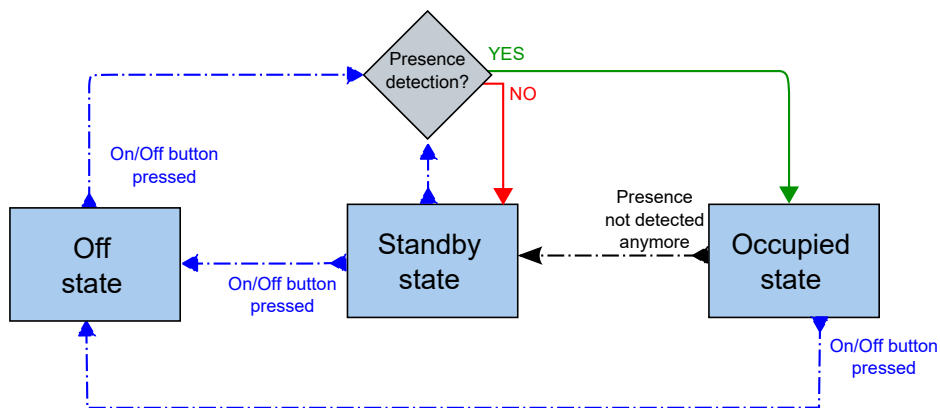 Presence
detection?
YES
NO
On/Off button
pressed
Off
state
On/Off button
pressed
Standby
state
Presence
not detected
anymore
Occupied
state
On/Off button
pressed